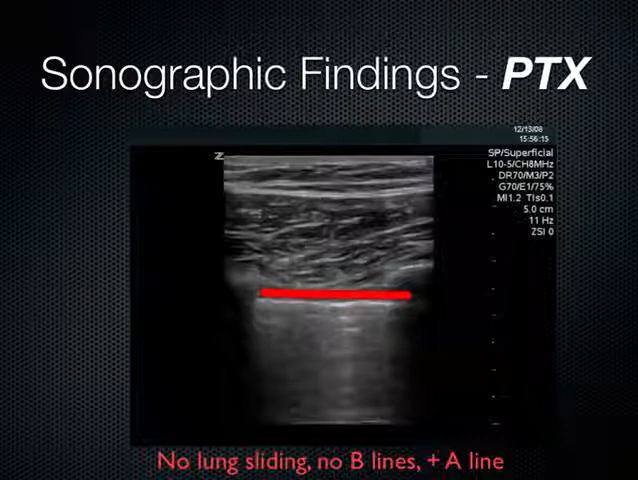 Sonographic Findings - PTX
12/13/08
15:56:15
Z
SP/Superficial
L10-5/CH8MHz
DR70/M3/P2
G70/E1/75%
MI1.2 TIs0.1
5.0 cm
11 Hz
ZSI 0
No lung sliding, no B lines, + A line